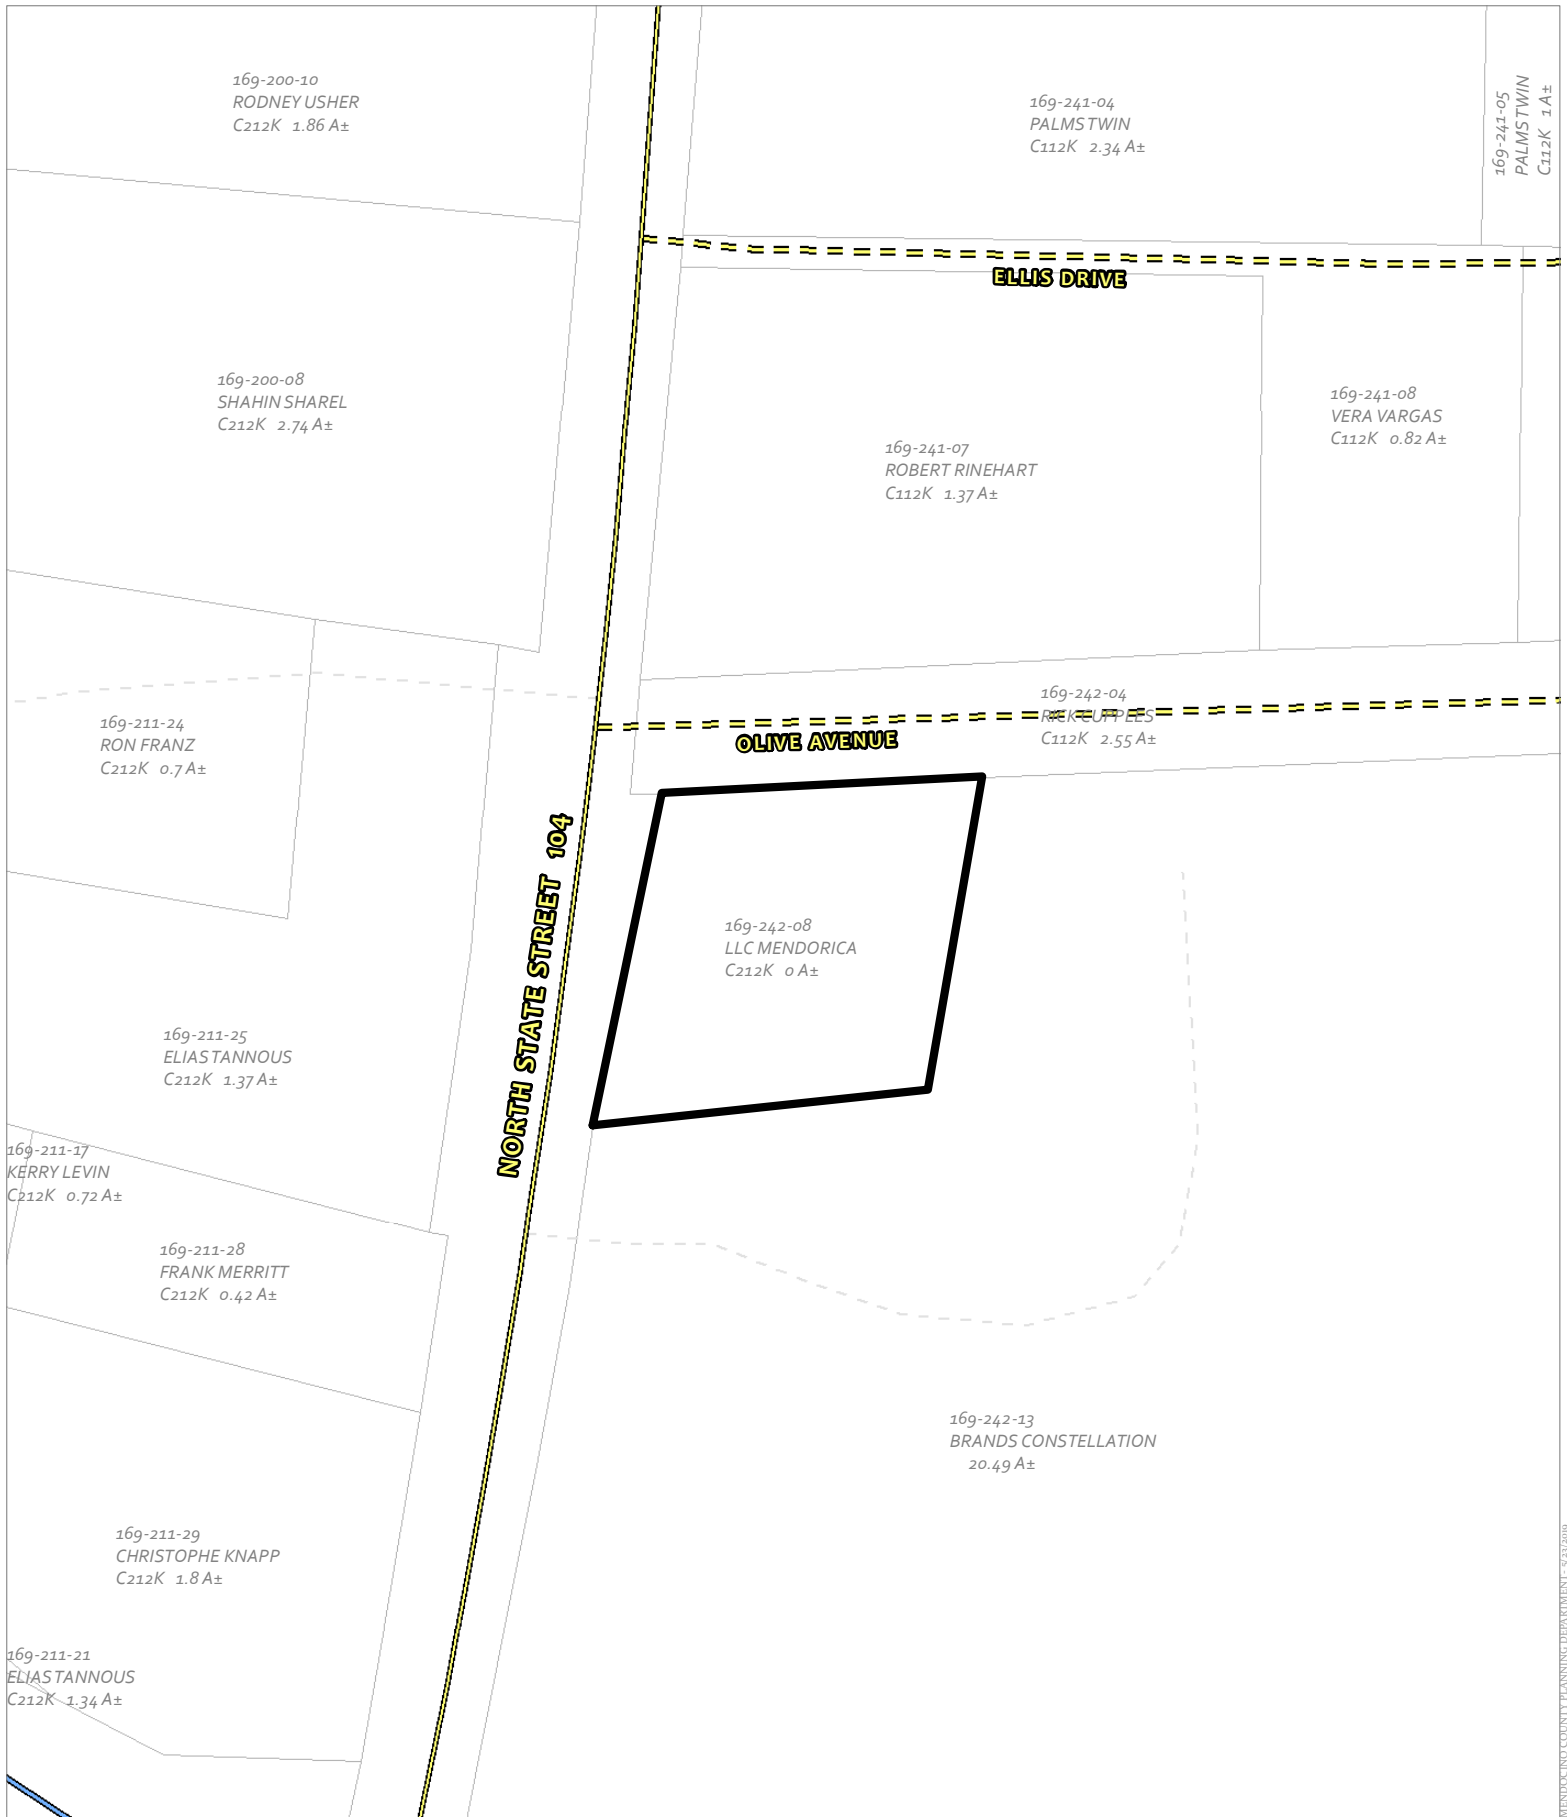 169-200-10
RODNEY USHER
C212K 1.86 A±
169-241-04
PALMS TWIN
C112K 2.34 A±
169-241-05
PALMS TWIN
C112K 1 A±
ELLIS DRIVE
169-200-08
SHAHIN SHAREL
C212K 2.74 A±
169-241-07
ROBERT RINEHART
C112K 1.37 A±
169-241-08
VERA VARGAS
C112K 0.82 A±
169-242-04
RICK CUPPLES
C112K 2.55 A±
OLIVE AVENUE
169-211-24
RON FRANZ
C212K 0.7 A±
NORTH STATE STREET 104
169-242-08
LLC MENDORICA
C212K 0 A±
169-211-25
ELIAS TANNOUS
C212K 1.37 A±
169-211-17
KERRY LEVIN
C212K 0.72 A±
169-211-28
FRANK MERRITT
C212K 0.42 A±
169-242-13
BRANDS CONSTELLATION
20.49 A±
169-211-29
CHRISTOPHE KNAPP
C212K 1.8 A±
169-211-21
ELIAS TANNOUS
C212K 1.34 A±
MENDOCINO COUNTY PLANNING DEPARTMENT -